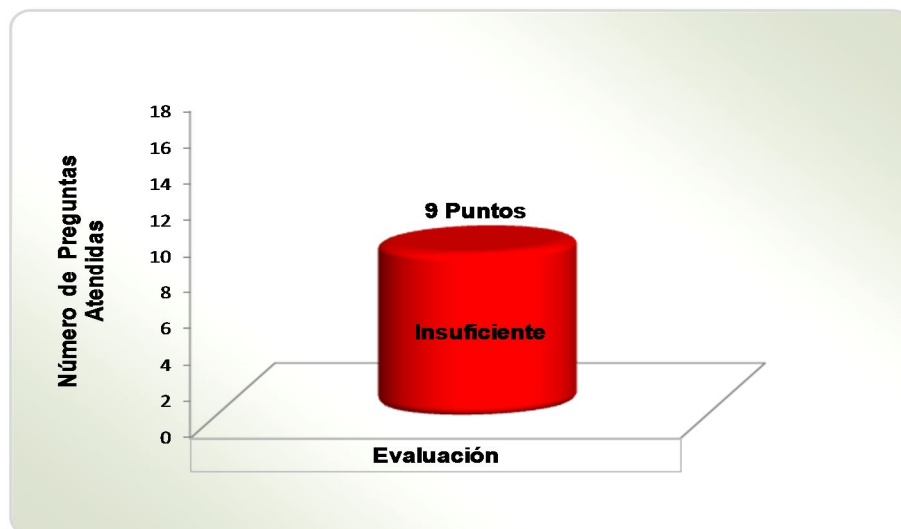 Número de Preguntas
Atendidas
18
16
14
12
10
8
6
4
2
0
9 Puntos
Insuficiente
Evaluación